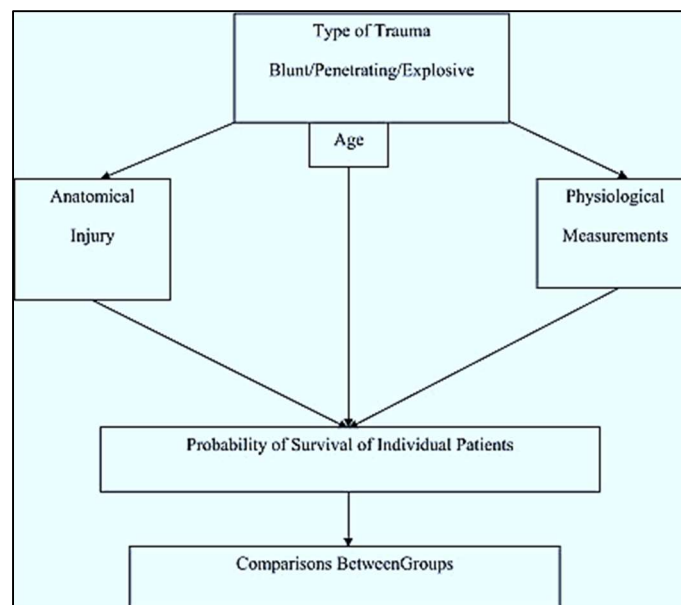 Type of Trauma
Blunt/Penetrating/Explosive
Age
Anatomical
Injury
Physiological
Measurements
Probability of Survival of Individual Patients
Comparisons BetweenGroups